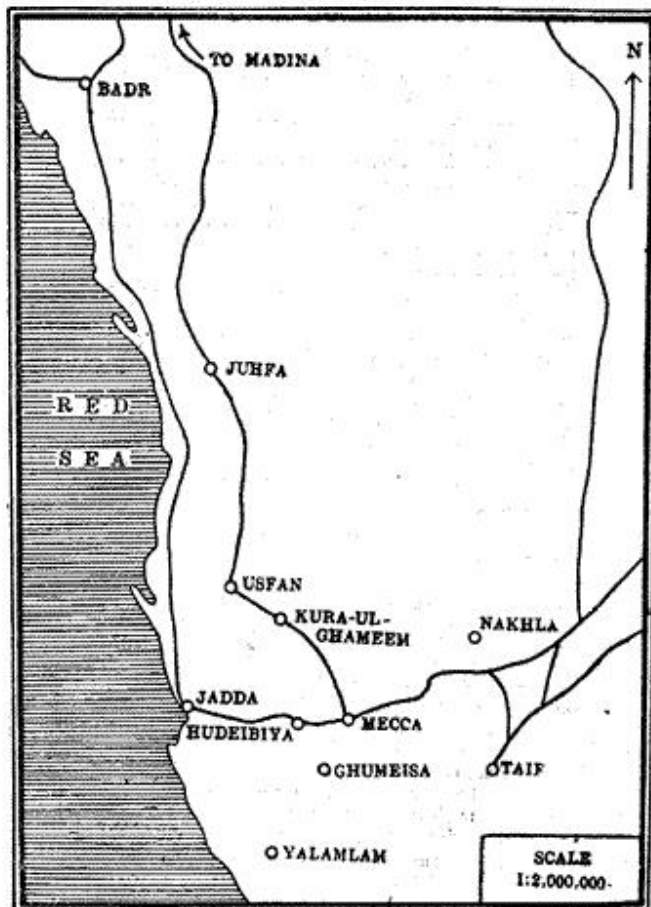 TO MADINA
N
BADR
JUHFA
RED
SEA
USFAN
KURA-UL-
GHAMEEM
NAKHLA
JADDA
HUDEIBIYA
MECCA
GHUMEISA
TAIF
YALAMLAM
SCALE
1:2,000,000